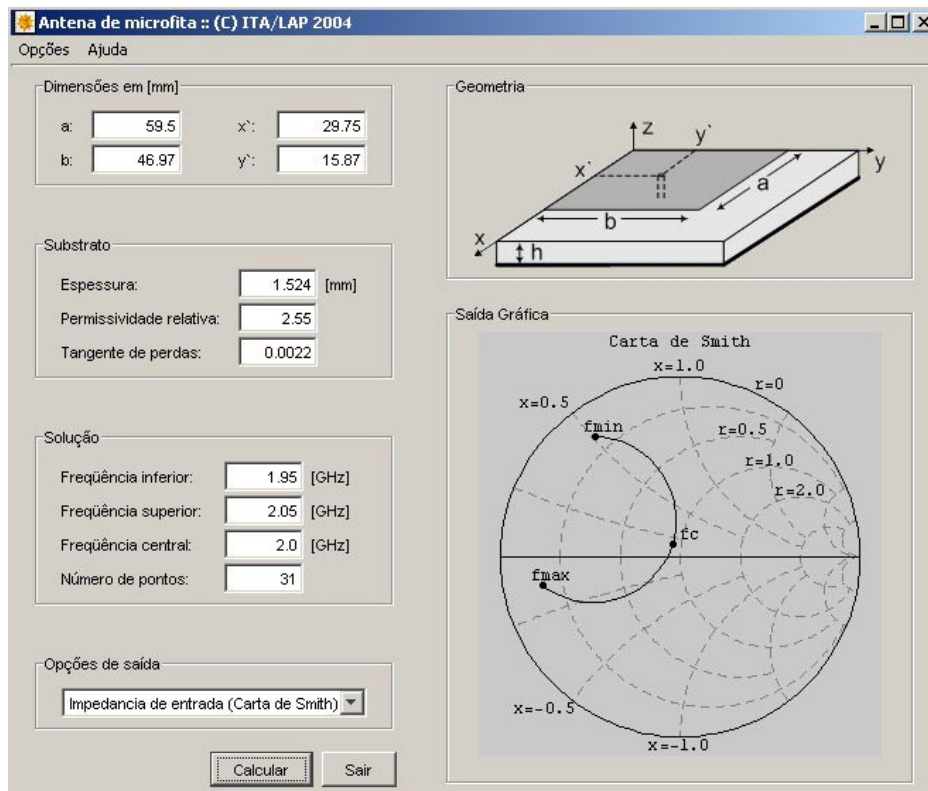 Antena de microfita :: (C) ITA/LAP 2004
Opções Ajuda
Dimensões em [mm]
a: 59.5 x`: 29.75
b: 46.97 y`: 15.87
Substrato
Espessura: 1.524 [mm]
Permissividade relativa: 2.55
Tangente de perdas: 0.0022
Solução
Freqüência inferior: 1.95 [GHz]
Freqüência superior: 2.05 [GHz]
Freqüência central: 2.0 [GHz]
Número de pontos: 31
Opções de saída
Impedancia de entrada (Carta de Smith)
Calcular Sair
Geometria
z
y`
x`
y
a
b
x
h
Saída Gráfica
Carta de Smith
x=1.0
r=0
x=0.5
fmin
r=0.5
r=1.0
r=2.0
fc
fmax
x=-0.5
x=-1.0